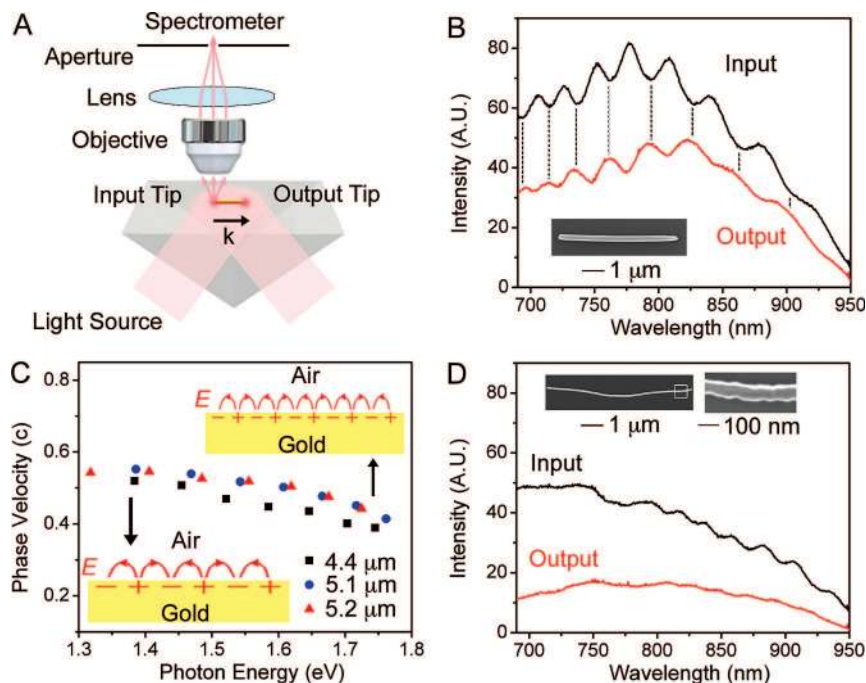 A
Spectrometer
Aperture
Lens
Objective
Input Tip
Output Tip
k
Light Source
B
Intensity (A.U.)
80
60
40
20
0
Input
Output
1 μm
700 750 800 850 900 950
Wavelength (nm)
C
Phase Velocity (c)
0.8
0.6
0.4
0.2
Air
E
Gold
Air
E
Gold
4.4 μm
5.1 μm
5.2 μm
1.3 1.4 1.5 1.6 1.7 1.8
Photon Energy (eV)
D
Intensity (A.U.)
80
60
40
20
0
1 μm
100 nm
Input
Output
700 750 800 850 900 950
Wavelength (nm)